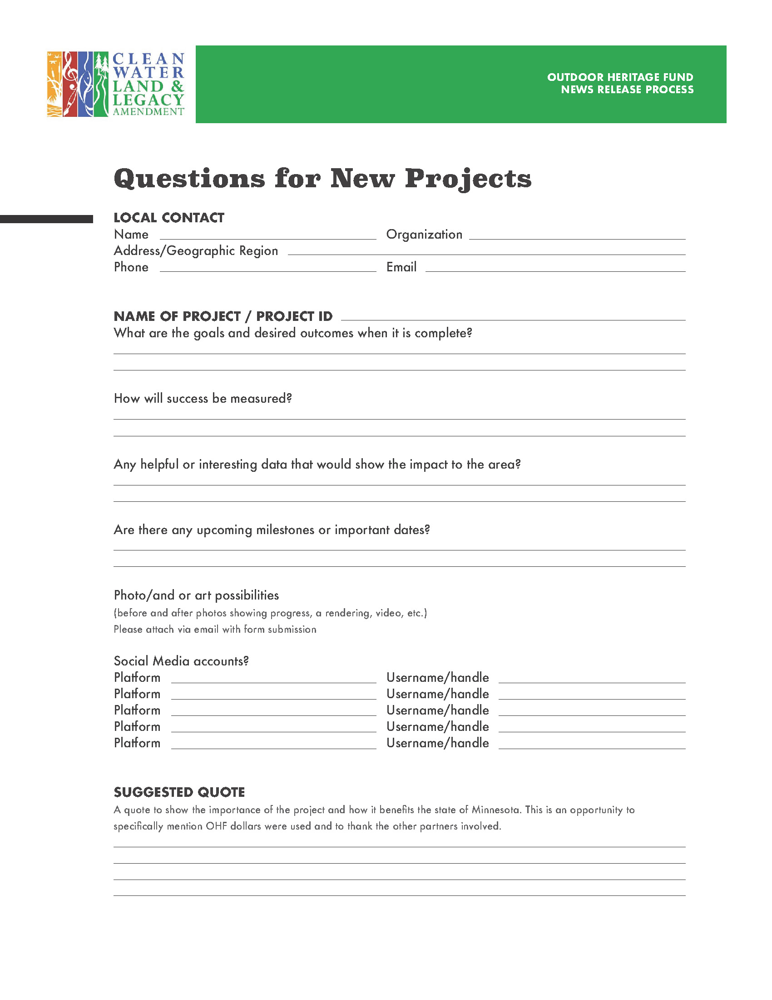 CLEAN
WATER
LAND &
LEGACY
AMENDMENT
OUTDOOR HERITAGE FUND
NEWS RELEASE PROCESS
Questions for New Projects
LOCAL CONTACT
Name Organization
Address/Geographic Region
Phone Email
NAME OF PROJECT / PROJECT ID
What are the goals and desired outcomes when it is complete?
How will success be measured?
Any helpful or interesting data that would show the impact to the area?
Are there any upcoming milestones or important dates?
Photo/and or art possibilities
(before and after photos showing progress, a rendering, video, etc.)
Please attach via email with form submission
Social Media accounts?
Platform Username/handle
Platform Username/handle
Platform Username/handle
Platform Username/handle
Platform Username/handle
SUGGESTED QUOTE
A quote to show the importance of the project and how it benefits the state of Minnesota. This is an opportunity to
specifically mention OHF dollars were used and to thank the other partners involved.